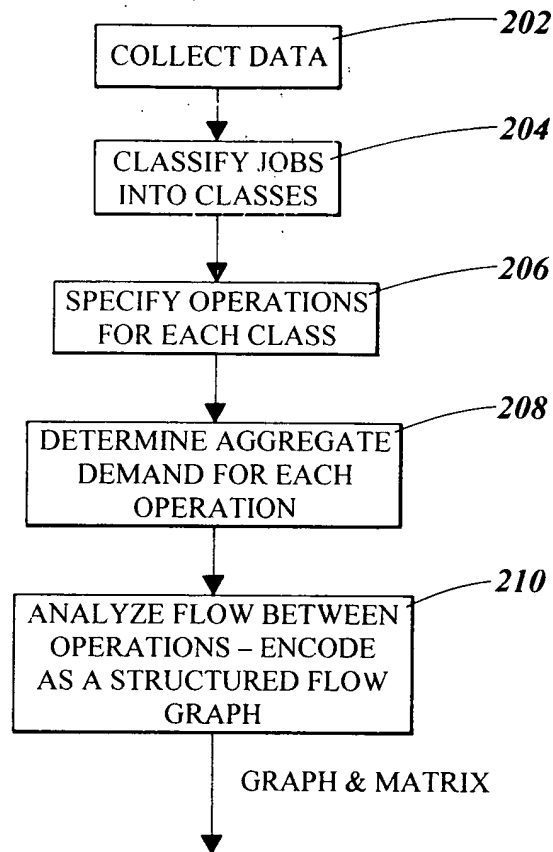 202
COLLECT DATA
204
CLASSIFY JOBS
INTO CLASSES
206
SPECIFY OPERATIONS
FOR EACH CLASS
208
DETERMINE AGGREGATE
DEMAND FOR EACH
OPERATION
210
ANALYZE FLOW BETWEEN
OPERATIONS – ENCODE
AS A STRUCTURED FLOW
GRAPH
GRAPH & MATRIX